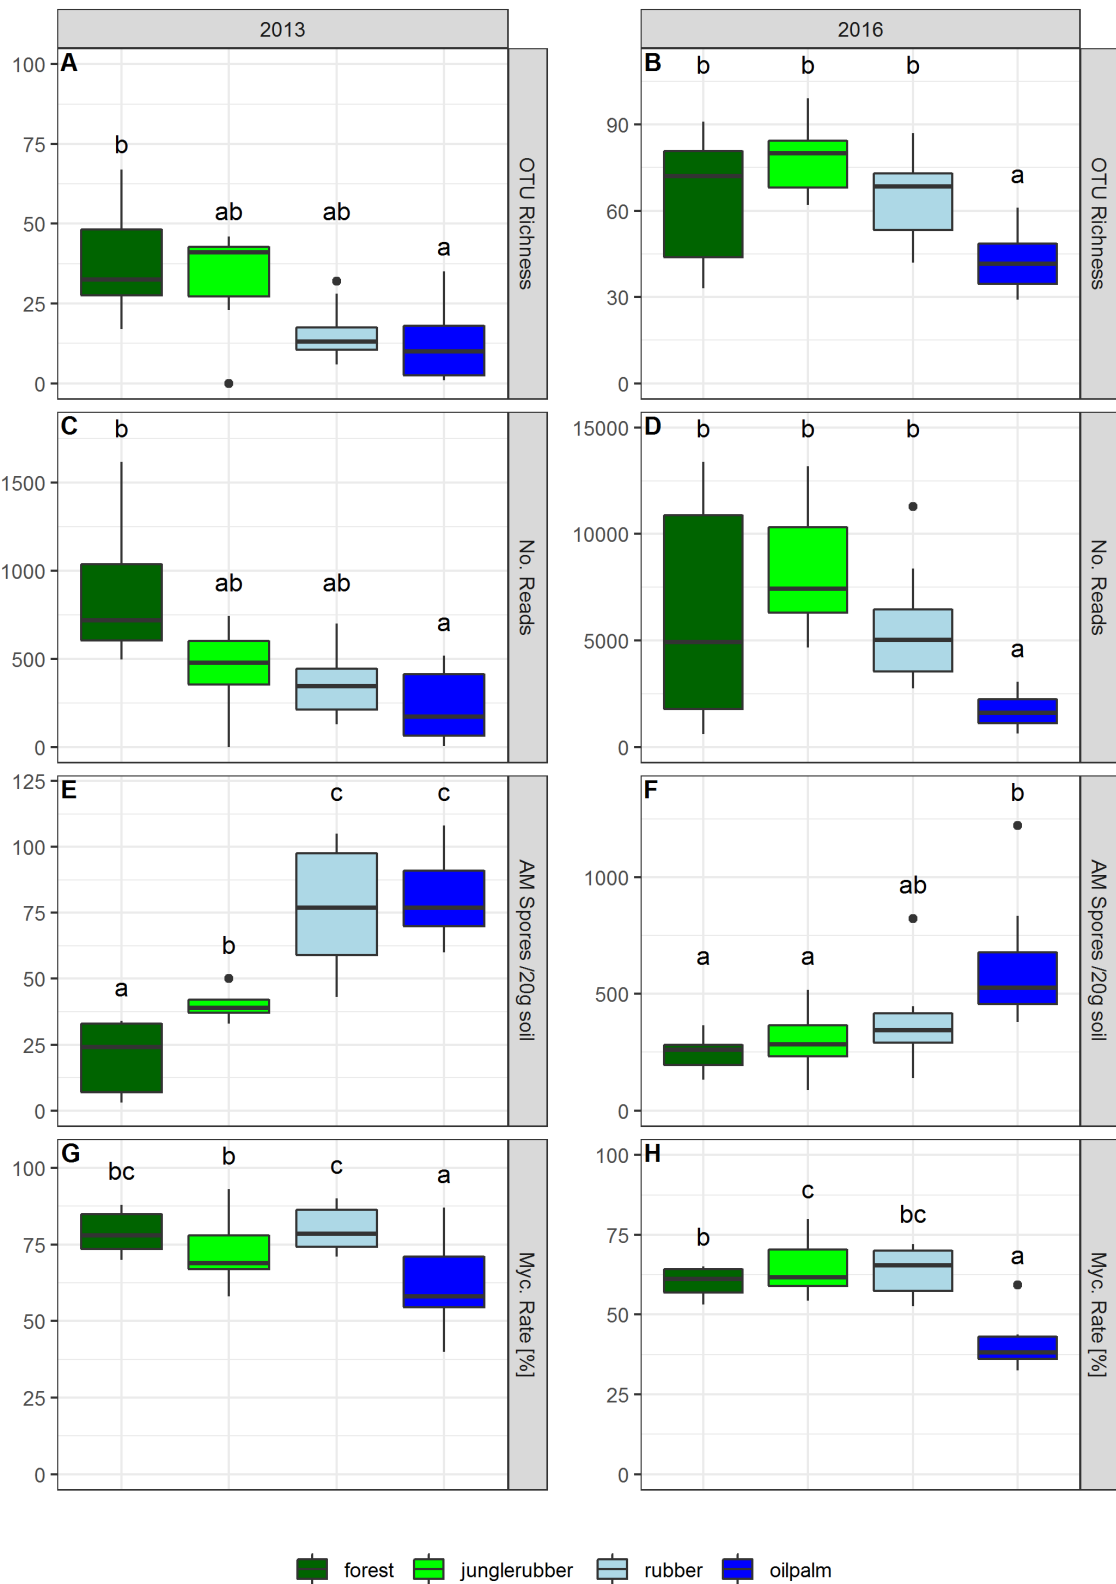 2013
2016
A
100
75
50
25
0
b
ab
ab
a
OTU Richness
B
90
60
30
0
b
b
b
a
OTU Richness
C
1500
1000
500
0
b
ab
ab
a
No. Reads
D
15000
10000
5000
0
b
b
b
a
No. Reads
E
125
100
75
50
25
0
a
b
c
c
AM Spores /20g soil
F
1000
500
0
a
a
ab
b
AM Spores /20g soil
G
100
75
50
25
0
bc
b
c
a
Myc. Rate [%]
H
100
75
50
25
0
b
c
bc
a
Myc. Rate [%]
forest
junglerubber
rubber
oilpalm